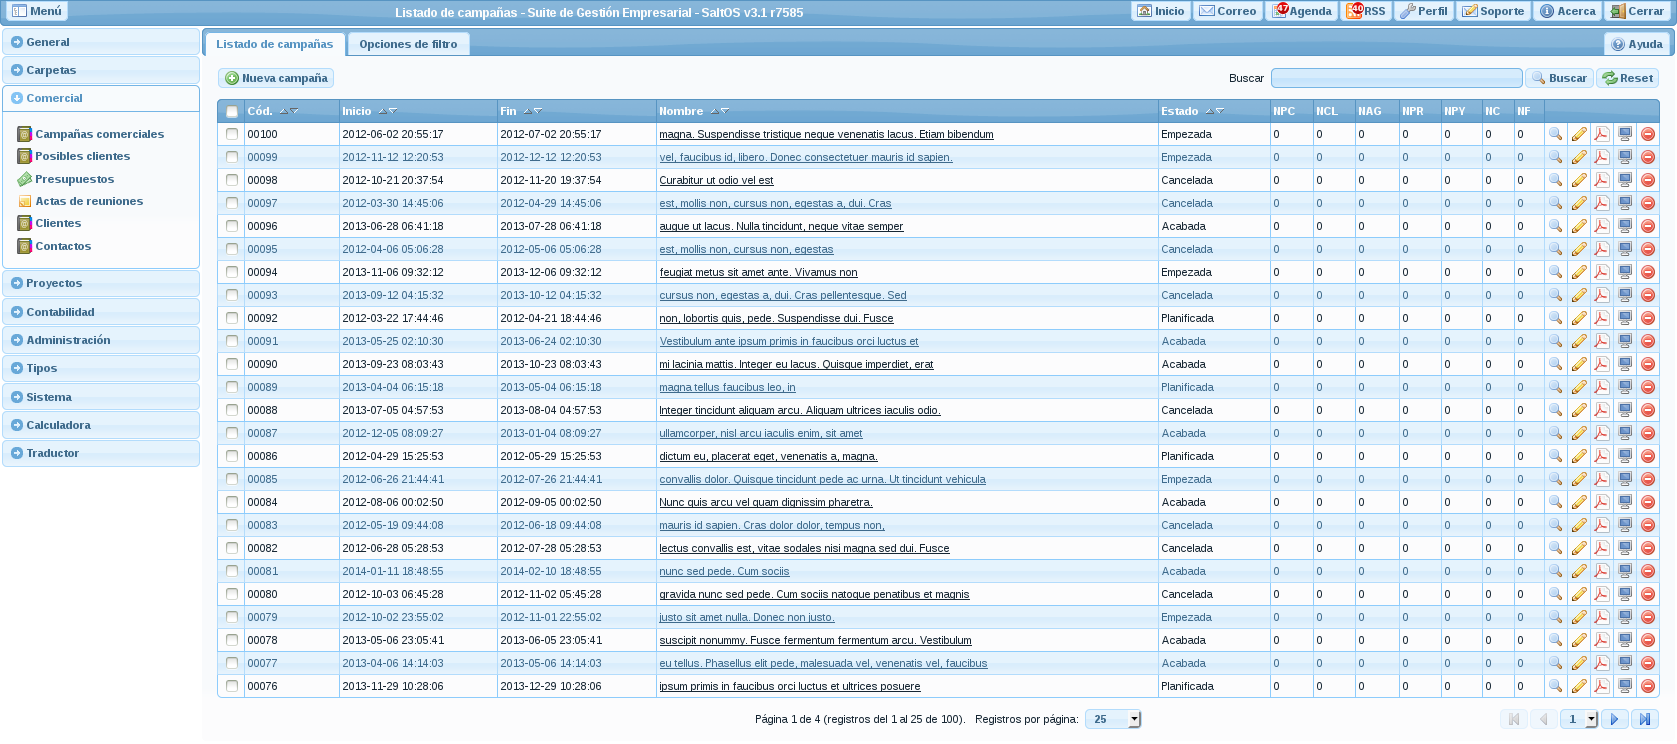 Menú
Listado de campañas - Suite de Gestión Empresarial - SaltOS v3.1 r7585
Inicio Correo 47 Agenda 40 RSS Perfil Soporte Acerca Cerrar
General
Carpetas
Comercial
Campañas comerciales
Posibles clientes
Presupuestos
Actas de reuniones
Clientes
Contactos
Proyectos
Contabilidad
Administración
Tipos
Sistema
Calculadora
Traductor
Listado de campañas Opciones de filtro Ayuda
Nueva campaña Buscar Buscar Reset
Cód. Inicio Fin Nombre Estado NPC NCL NAG NPR NPY NC NF
00100 2012-06-02 20:55:17 2012-07-02 20:55:17 magna. Suspendisse tristique neque venenatis lacus. Etiam bibendum Empezada 0 0 0 0 0 0 0
00099 2012-11-12 12:20:53 2012-12-12 12:20:53 vel, faucibus id, libero. Donec consectetuer mauris id sapien. Empezada 0 0 0 0 0 0 0
00098 2012-10-21 20:37:54 2012-11-20 19:37:54 Curabitur ut odio vel est Cancelada 0 0 0 0 0 0 0
00097 2012-03-30 14:45:06 2012-04-29 14:45:06 est, mollis non, cursus non, egestas a, dui. Cras Cancelada 0 0 0 0 0 0 0
00096 2013-06-28 06:41:18 2013-07-28 06:41:18 augue ut lacus. Nulla tincidunt, neque vitae semper Acabada 0 0 0 0 0 0 0
00095 2012-04-06 05:06:28 2012-05-06 05:06:28 est, mollis non, cursus non, egestas Cancelada 0 0 0 0 0 0 0
00094 2013-11-06 09:32:12 2013-12-06 09:32:12 feugiat metus sit amet ante. Vivamus non Empezada 0 0 0 0 0 0 0
00093 2013-09-12 04:15:32 2013-10-12 04:15:32 cursus non, egestas a, dui. Cras pellentesque. Sed Cancelada 0 0 0 0 0 0 0
00092 2012-03-22 17:44:46 2012-04-21 18:44:46 non, lobortis quis, pede. Suspendisse dui. Fusce Planificada 0 0 0 0 0 0 0
00091 2013-05-25 02:10:30 2013-06-24 02:10:30 Vestibulum ante ipsum primis in faucibus orci luctus et Acabada 0 0 0 0 0 0 0
00090 2013-09-23 08:03:43 2013-10-23 08:03:43 mi lacinia mattis. Integer eu lacus. Quisque imperdiet, erat Acabada 0 0 0 0 0 0 0
00089 2013-04-04 06:15:18 2013-05-04 06:15:18 magna tellus faucibus leo, in Planificada 0 0 0 0 0 0 0
00088 2013-07-05 04:57:53 2013-08-04 04:57:53 Integer tincidunt aliquam arcu. Aliquam ultrices iaculis odio. Cancelada 0 0 0 0 0 0 0
00087 2012-12-05 08:09:27 2013-01-04 08:09:27 ullamcorper, nisl arcu iaculis enim, sit amet Acabada 0 0 0 0 0 0 0
00086 2012-04-29 15:25:53 2012-05-29 15:25:53 dictum eu, placerat eget, venenatis a, magna. Planificada 0 0 0 0 0 0 0
00085 2012-06-26 21:44:41 2012-07-26 21:44:41 convallis dolor. Quisque tincidunt pede ac urna. Ut tincidunt vehicula Empezada 0 0 0 0 0 0 0
00084 2012-08-06 00:02:50 2012-09-05 00:02:50 Nunc quis arcu vel quam dignissim pharetra. Acabada 0 0 0 0 0 0 0
00083 2012-05-19 09:44:08 2012-06-18 09:44:08 mauris id sapien. Cras dolor dolor, tempus non, Cancelada 0 0 0 0 0 0 0
00082 2012-06-28 05:28:53 2012-07-28 05:28:53 lectus convallis est, vitae sodales nisi magna sed dui. Fusce Cancelada 0 0 0 0 0 0 0
00081 2014-01-11 18:48:55 2014-02-10 18:48:55 nunc sed pede. Cum sociis Acabada 0 0 0 0 0 0 0
00080 2012-10-03 06:45:28 2012-11-02 05:45:28 gravida nunc sed pede. Cum sociis natoque penatibus et magnis Cancelada 0 0 0 0 0 0 0
00079 2012-10-02 23:55:02 2012-11-01 22:55:02 justo sit amet nulla. Donec non justo. Empezada 0 0 0 0 0 0 0
00078 2013-05-06 23:05:41 2013-06-05 23:05:41 suscipit nonummy. Fusce fermentum fermentum arcu. Vestibulum Acabada 0 0 0 0 0 0 0
00077 2013-04-06 14:14:03 2013-05-06 14:14:03 eu tellus. Phasellus elit pede, malesuada vel, venenatis vel, faucibus Acabada 0 0 0 0 0 0 0
00076 2013-11-29 10:28:06 2013-12-29 10:28:06 ipsum primis in faucibus orci luctus et ultrices posuere Planificada 0 0 0 0 0 0 0
Página 1 de 4 (registros del 1 al 25 de 100). Registros por página: 25 1